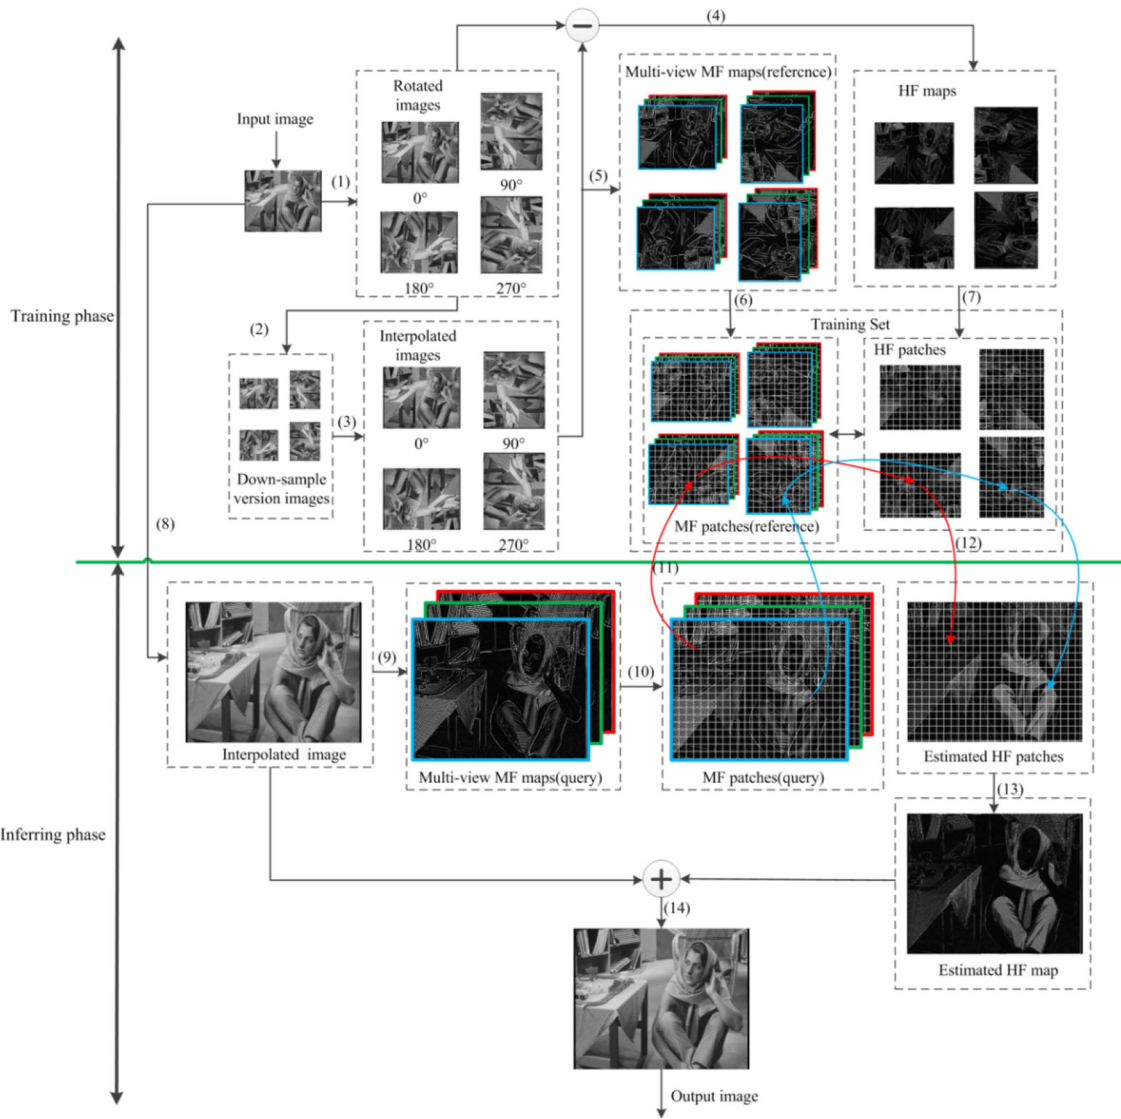 (4)
Multi-view MF maps(reference)
HF maps
Rotated
images
Input image
(1)
(5)
90°
0°
180°
270°
(6)
(7)
Training phase
(2)
Training Set
Interpolated
images
HF patches
(3)
0°
90°
Down-sample
version images
(8)
MF patches(reference)
180°
270°
(12)
(11)
(9)
(10)
Interpolated image
Multi-view MF maps(query)
MF patches(query)
Estimated HF patches
(13)
Inferring phase
(14)
Estimated HF map
Output image